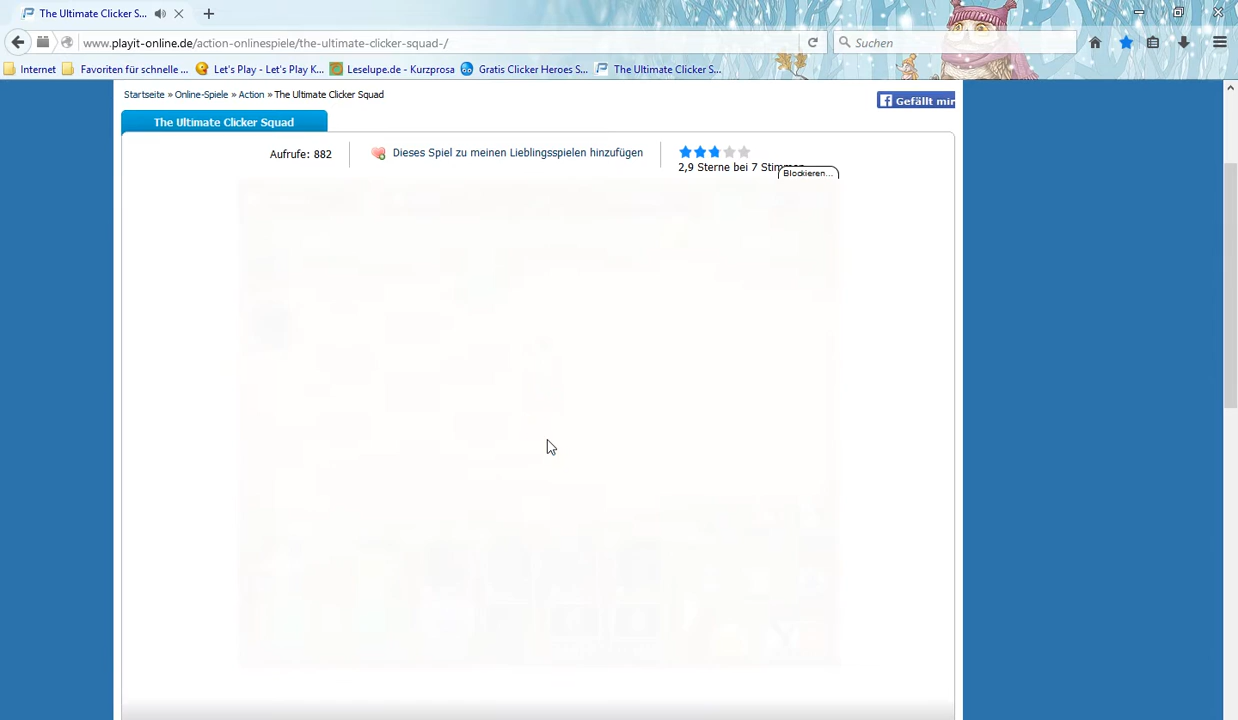 The Ultimate Clicker S...
www.playit-online.de/action-onlinespiele/the-ultimate-clicker-squad-/
Suchen
Internet Favoriten für schnelle ... Let's Play - Let's Play K... Leselupe.de - Kurzprosa Gratis Clicker Heroes S... The Ultimate Clicker S...
Startseite » Online-Spiele » Action » The Ultimate Clicker Squad
Gefällt mir
The Ultimate Clicker Squad
Aufrufe: 882 Dieses Spiel zu meinen Lieblingsspielen hinzufügen
2,9 Sterne bei 7 Stimmen
Blockieren...